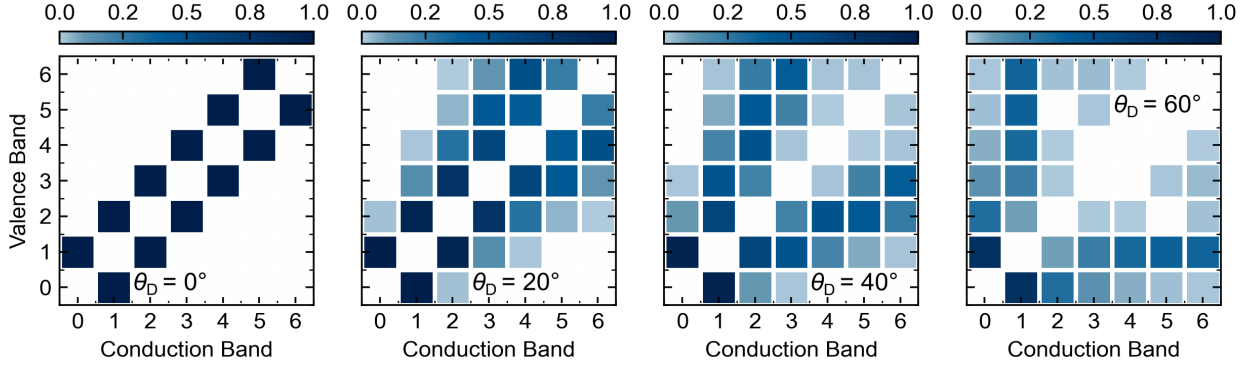 0.0 0.2 0.5 0.8 1.0 0.0 0.2 0.5 0.8 1.0 0.0 0.2 0.5 0.8 1.0 0.0 0.2 0.5 0.8 1.0
Valence Band
6
5
4
3
2
1
0
θD = 0°
θD = 20°
θD = 40°
θD = 60°
0 1 2 3 4 5 6 0 1 2 3 4 5 6 0 1 2 3 4 5 6 0 1 2 3 4 5 6
Conduction Band Conduction Band Conduction Band Conduction Band